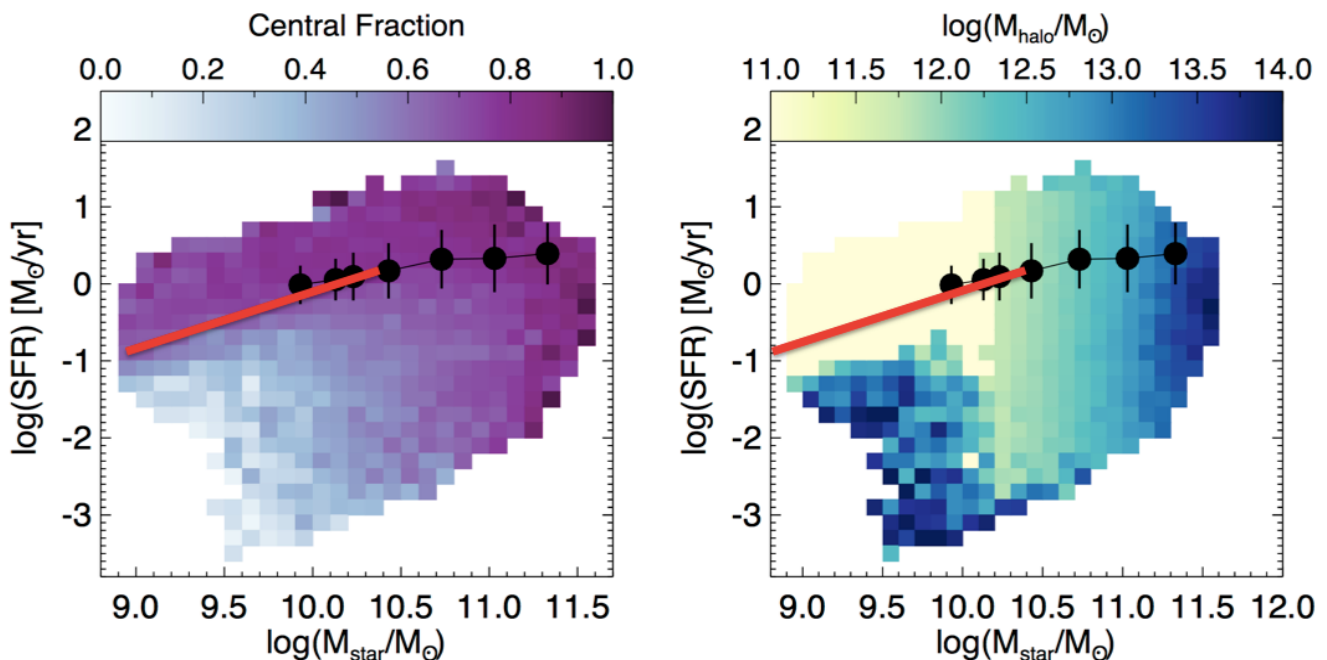 Central Fraction
0.0 0.2 0.4 0.6 0.8 1.0
log(SFR) [M☉/yr]
2
1
0
-1
-2
-3
9.0 9.5 10.0 10.5 11.0 11.5
log(M_star/M☉)
log(M_halo/M☉)
11.0 11.5 12.0 12.5 13.0 13.5 14.0
log(SFR) [M☉/yr]
2
1
0
-1
-2
-3
9.0 9.5 10.0 10.5 11.0 11.5 12.0
log(M_star/M☉)